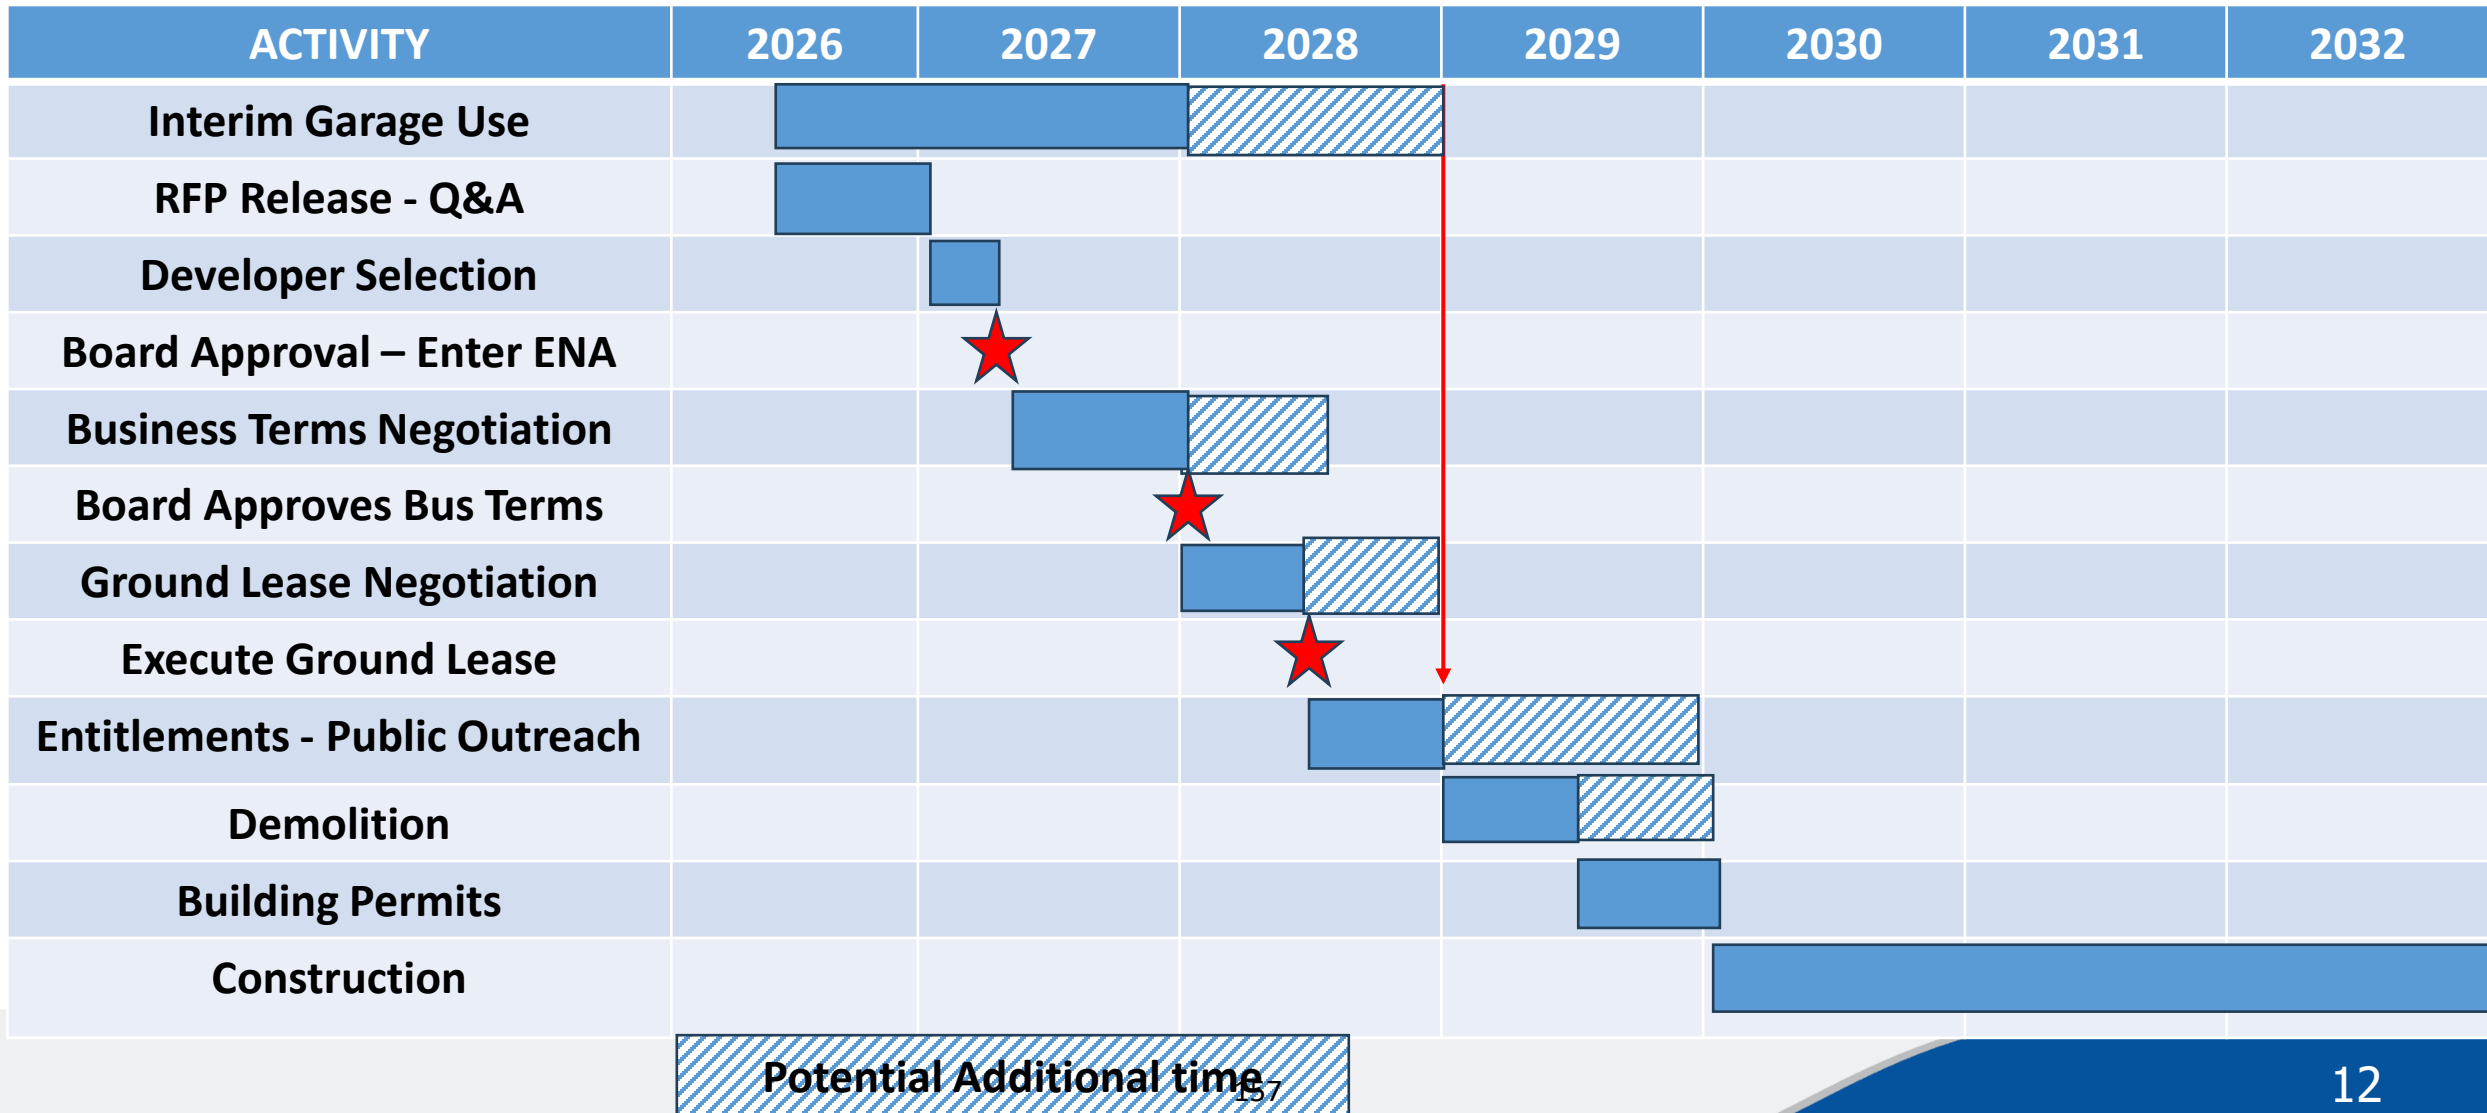 ACTIVITY 2026 2027 2028 2029 2030 2031 2032
Interim Garage Use
RFP Release - Q&A
Developer Selection
Board Approval – Enter ENA
Business Terms Negotiation
Board Approves Bus Terms
Ground Lease Negotiation
Execute Ground Lease
Entitlements - Public Outreach
Demolition
Building Permits
Construction
Potential Additional time
157
12